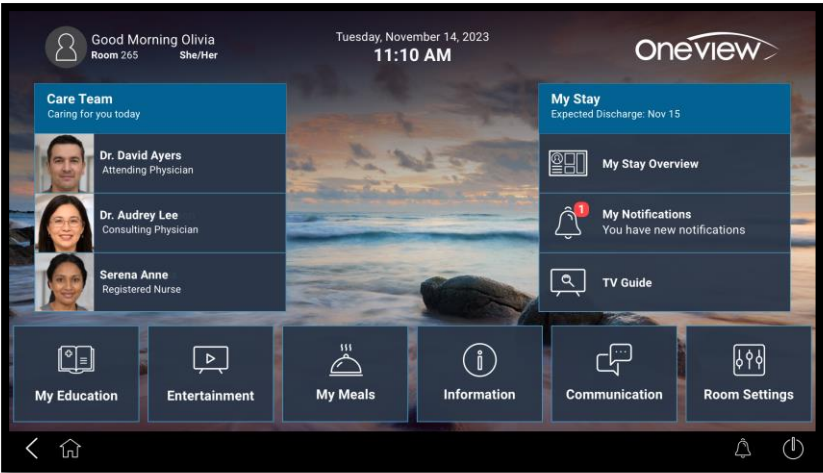 Good Morning Olivia
Room 265 She/Her
Tuesday, November 14, 2023
11:10 AM
Oneview
Care Team
Caring for you today
Dr. David Ayers
Attending Physician
Dr. Audrey Lee
Consulting Physician
Serena Anne
Registered Nurse
My Stay
Expected Discharge: Nov 15
My Stay Overview
1
My Notifications
You have new notifications
TV Guide
My Education
Entertainment
My Meals
Information
Communication
Room Settings